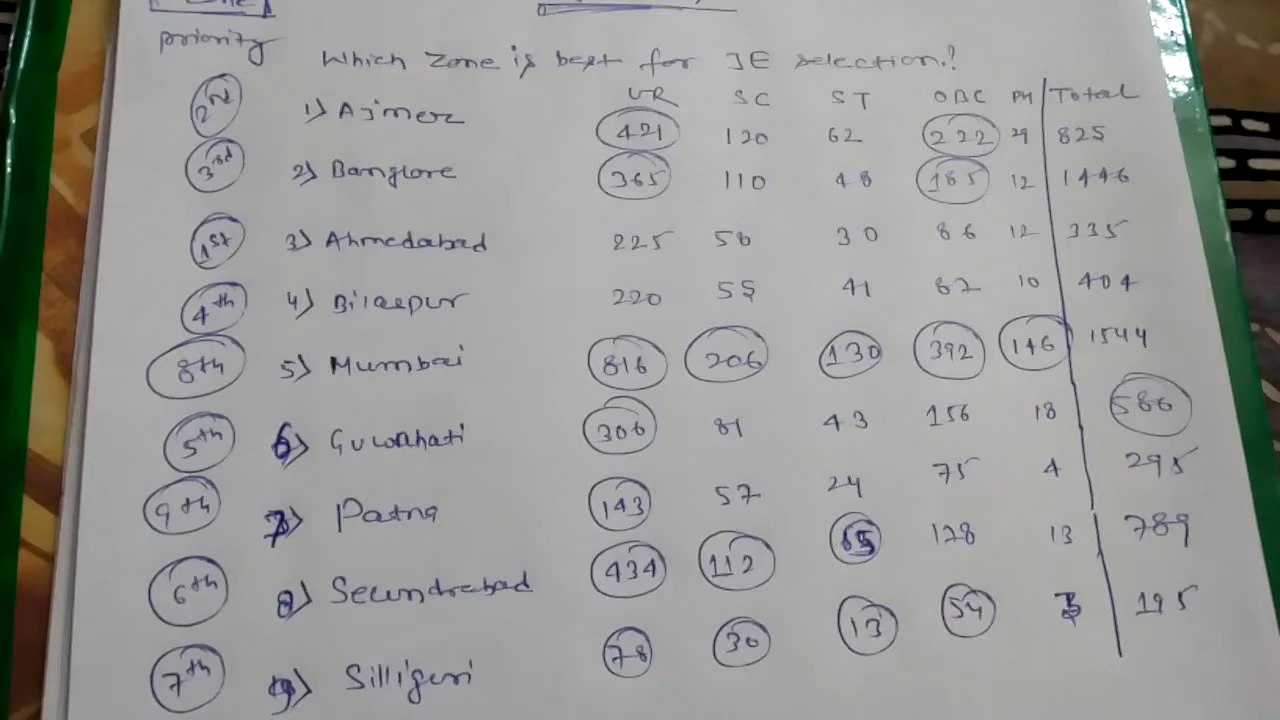 priority
Which Zone is best for JE selection.?
UR SC ST OBC PH Total
2nd 1) Ajmer 421 120 62 222 29 825
3rd 2) Banglore 365 110 48 185 12 1446
1st 3) Ahmedabad 225 50 30 86 12 335
4th 4) Bilaspur 220 55 41 82 10 404
8th 5) Mumbai 816 206 130 392 146 1544
5th 6) Guwahati 306 81 43 156 18 586
9th 7) Patna 143 57 24 75 4 295
6th 8) Secundrabad 434 112 65 128 13 789
7th 9) Silliguri 78 30 13 54 195